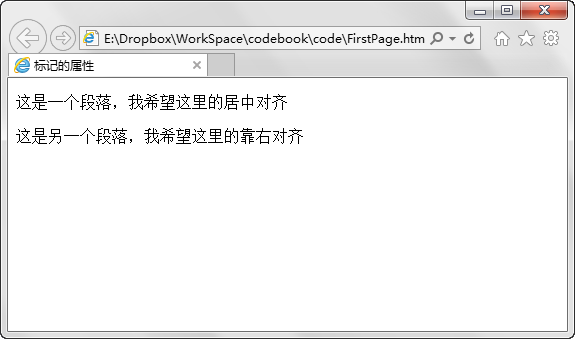 E:\Dropbox\WorkSpace\codebook\code\FirstPage.htm
标记的属性
这是一个段落，我希望这里的居中对齐
这是另一个段落，我希望这里的靠右对齐